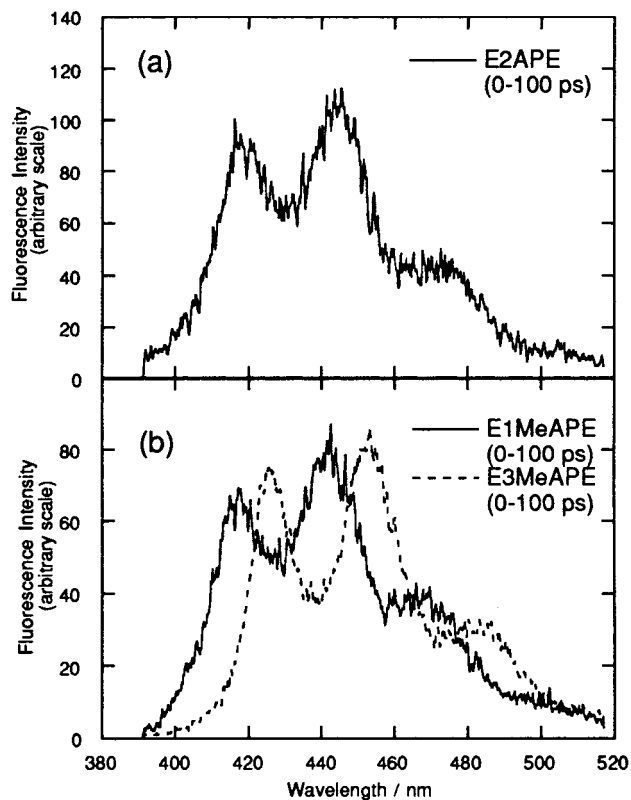 140
120
100
80
60
40
20
0
Fluorescence Intensity
(arbitrary scale)
(a)
E2APE
(0-100 ps)
80
60
40
20
0
Fluorescence Intensity
(arbitrary scale)
(b)
E1MeAPE
(0-100 ps)
E3MeAPE
(0-100 ps)
380 400 420 440 460 480 500 520
Wavelength / nm